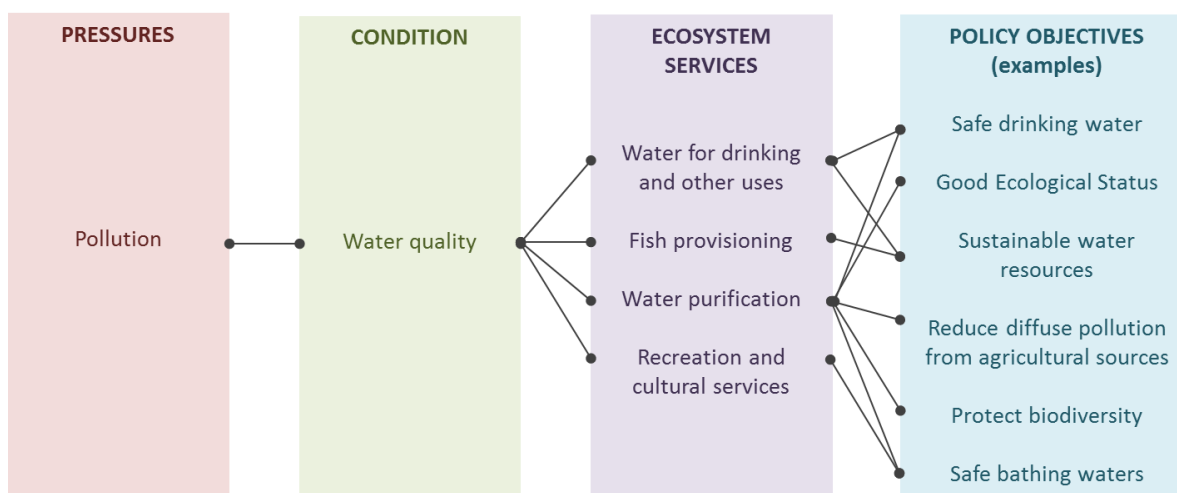 PRESSURES
Pollution
CONDITION
Water quality
ECOSYSTEM
SERVICES
Water for drinking
and other uses
Fish provisioning
Water purification
Recreation and
cultural services
POLICY OBJECTIVES
(examples)
Safe drinking water
Good Ecological Status
Sustainable water
resources
Reduce diffuse pollution
from agricultural sources
Protect biodiversity
Safe bathing waters